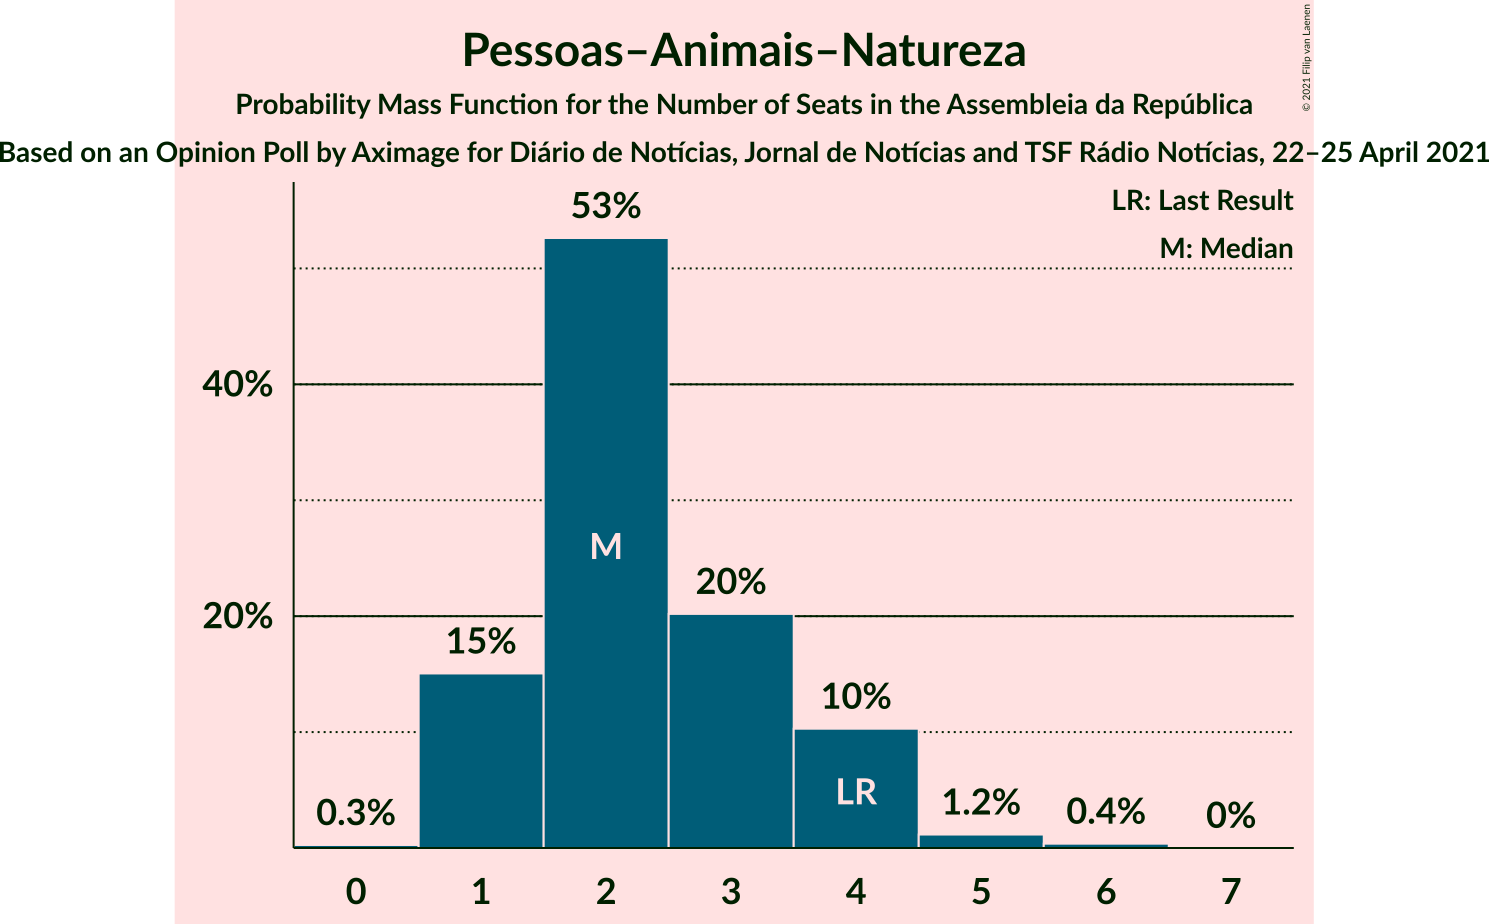 Pessoas–Animais–Natureza
Probability Mass Function for the Number of Seats in the Assembleia da República
Based on an Opinion Poll by Aximage for Diário de Notícias, Jornal de Notícias and TSF Rádio Notícias, 22–25 April 2021
© 2021 Filip van Laenen
LR: Last Result
M: Median
40%
20%
0.3%
15%
53%
M
20%
10%
LR
1.2%
0.4%
0%
0 1 2 3 4 5 6 7